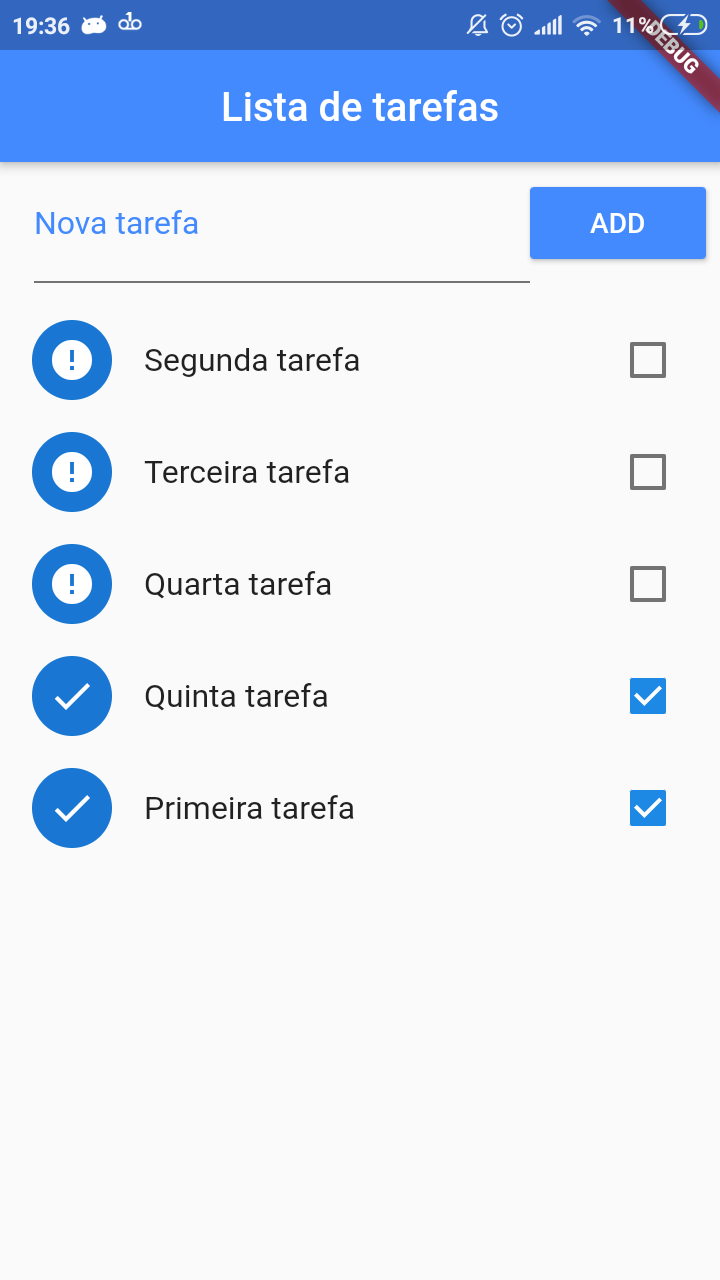 19:36 11%
DEBUG
Lista de tarefas
Nova tarefa ADD
Segunda tarefa
Terceira tarefa
Quarta tarefa
Quinta tarefa
Primeira tarefa